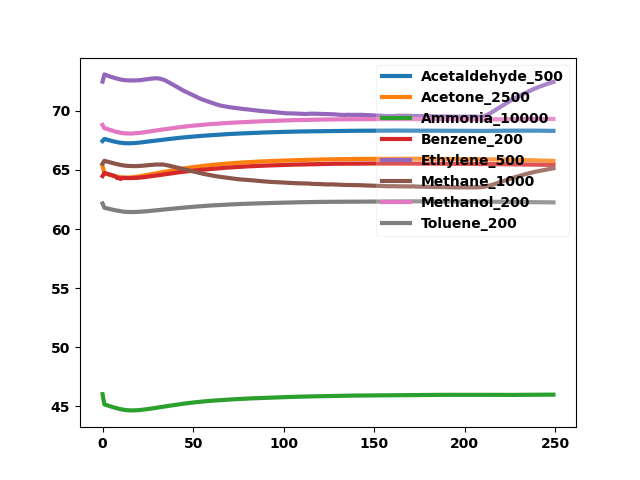 Acetaldehyde_500
Acetone_2500
Ammonia_10000
Benzene_200
Ethylene_500
Methane_1000
Methanol_200
Toluene_200
70
65
60
55
50
45
0 50 100 150 200 250